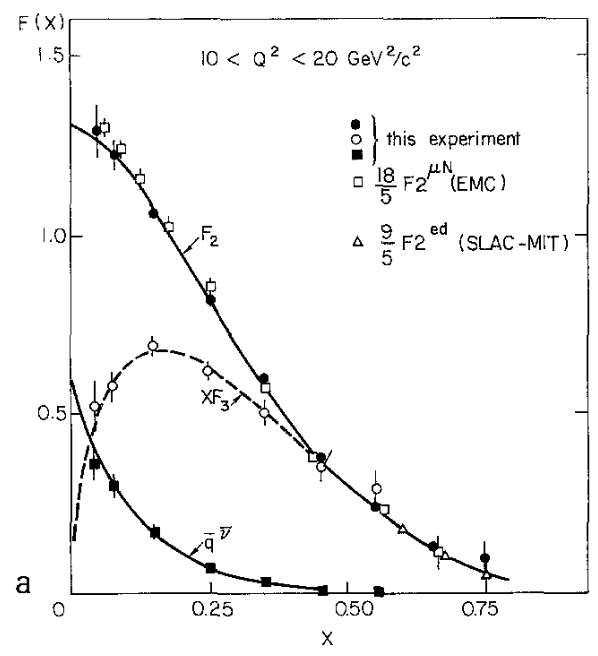 F(X)
1.5
10 < Q² < 20 GeV²/c²
this experiment
18/5 F2^μN (EMC)
1.0
F₂
9/5 F2^ed (SLAC-MIT)
0.5
XF₃
q̄ ν̄
a
0
0.25
0.50
0.75
X